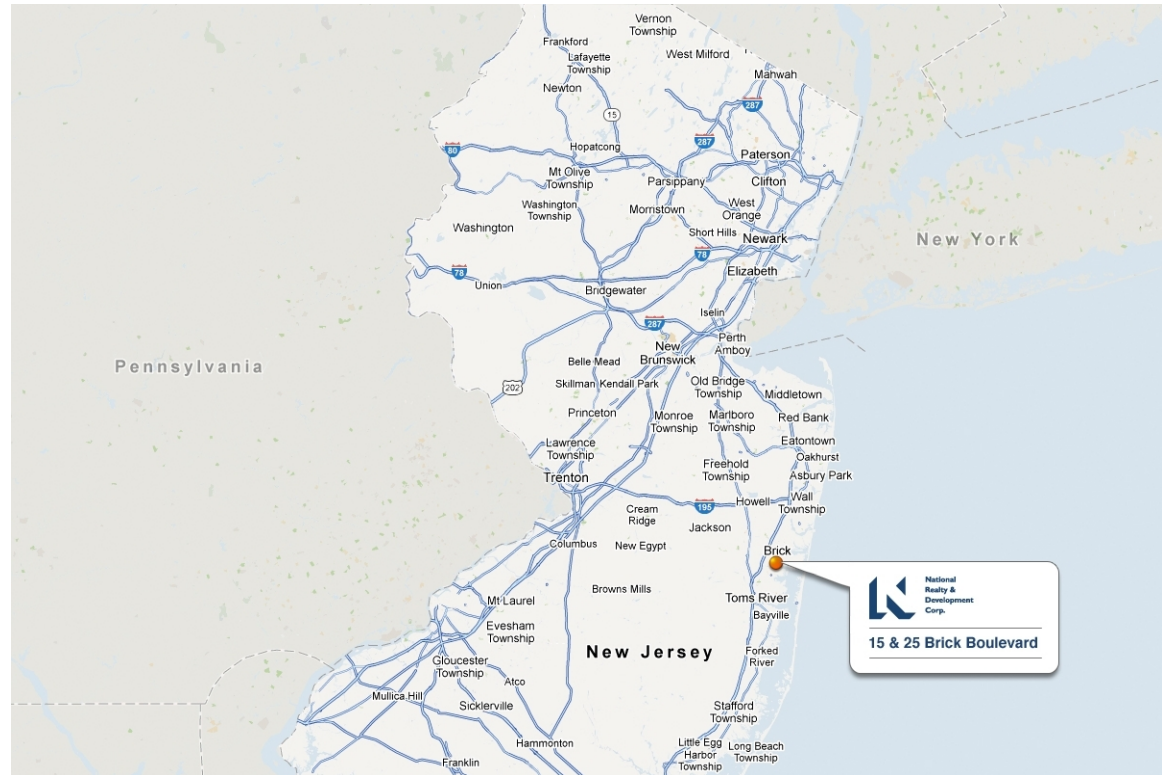 Vernon
Township
Frankford
West Milford
Lafayette
Township
Mahwah
Newton
287
15
287
Hopatcong
80
Paterson
Mt Olive
Township
Parsippany
Clifton
Washington
Township
Morristown
West
Orange
Washington
Short Hills
Newark
New York
78
78
Elizabeth
Union
Bridgewater
Iselin
287
Perth
Amboy
New
Brunswick
Belle Mead
Pennsylvania
Skillman
Kendall Park
Old Bridge
Township
202
Middletown
Princeton
Monroe
Township
Marlboro
Township
Red Bank
Lawrence
Township
Eatontown
Oakhurst
Trenton
Freehold
Township
Asbury Park
195
Howell
Wall
Township
Cream
Ridge
Jackson
Columbus
New Egypt
Brick
National
Realty &
Development
Corp.
15 & 25 Brick Boulevard
Browns Mills
Toms River
Mt Laurel
Bayville
Evesham
Township
New Jersey
Forked
River
Gloucester
Township
Atco
Mullica Hill
Sicklerville
Stafford
Township
Hammonton
Little Egg
Harbor
Township
Long Beach
Township
Franklin